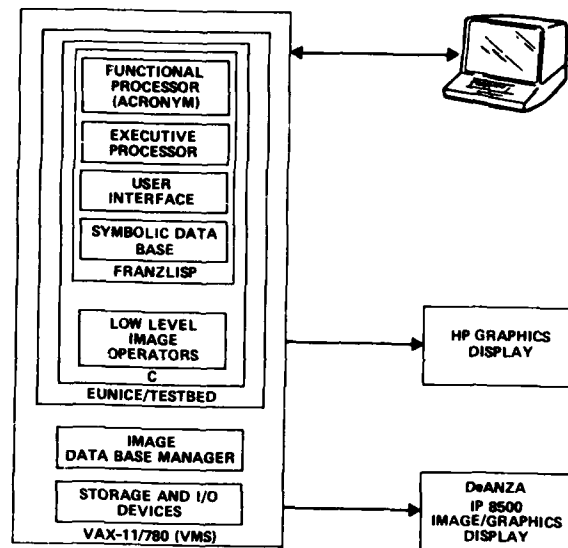 FUNCTIONAL
PROCESSOR
(ACRONYM)
EXECUTIVE
PROCESSOR
USER
INTERFACE
SYMBOLIC DATA
BASE
FRANZLISP
LOW LEVEL
IMAGE
OPERATORS
C
EUNICE/TESTBED
IMAGE
DATA BASE MANAGER
STORAGE AND I/O
DEVICES
VAX-11/780 (VMS)
HP GRAPHICS
DISPLAY
DeANZA
IP 8500
IMAGE/GRAPHICS
DISPLAY